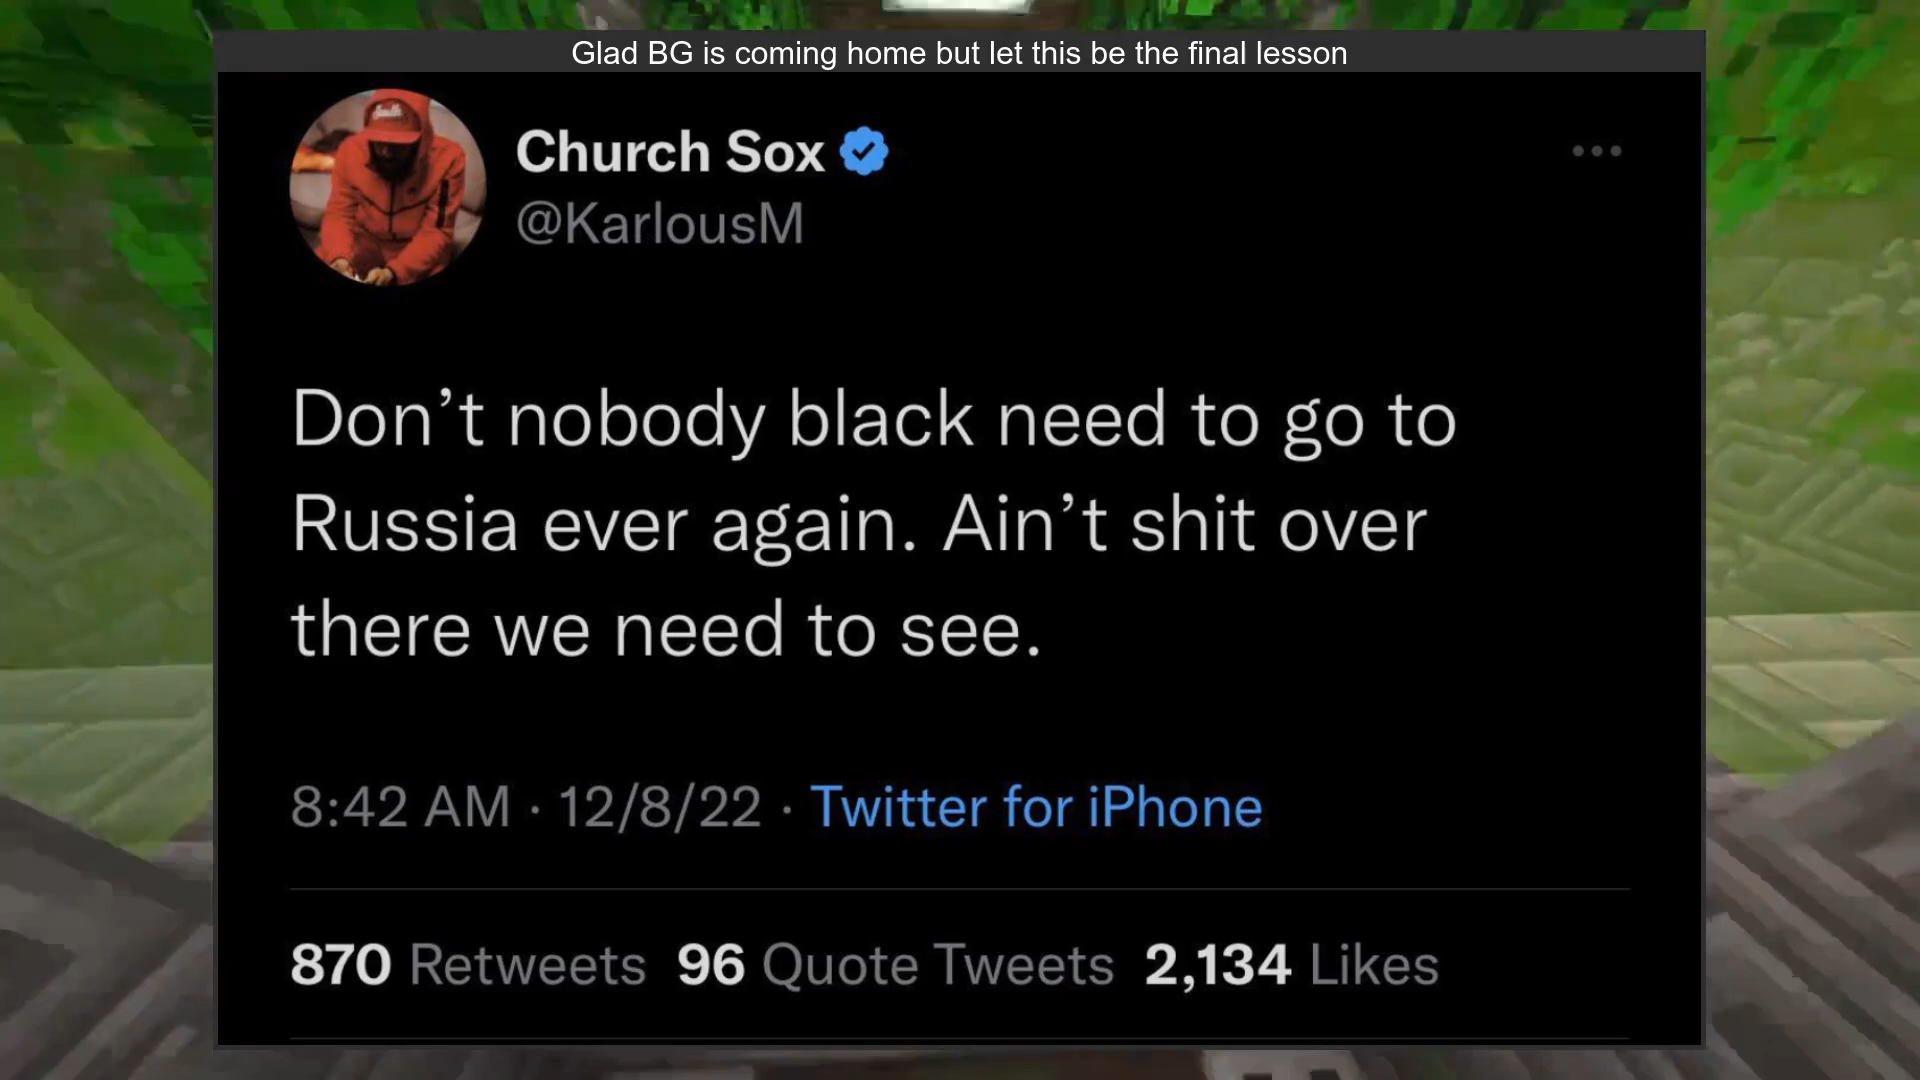 Glad BG is coming home but let this be the final lesson
Church Sox
@KarlousM
Don’t nobody black need to go to
Russia ever again. Ain’t shit over
there we need to see.
8:42 AM · 12/8/22 · Twitter for iPhone
870 Retweets 96 Quote Tweets 2,134 Likes